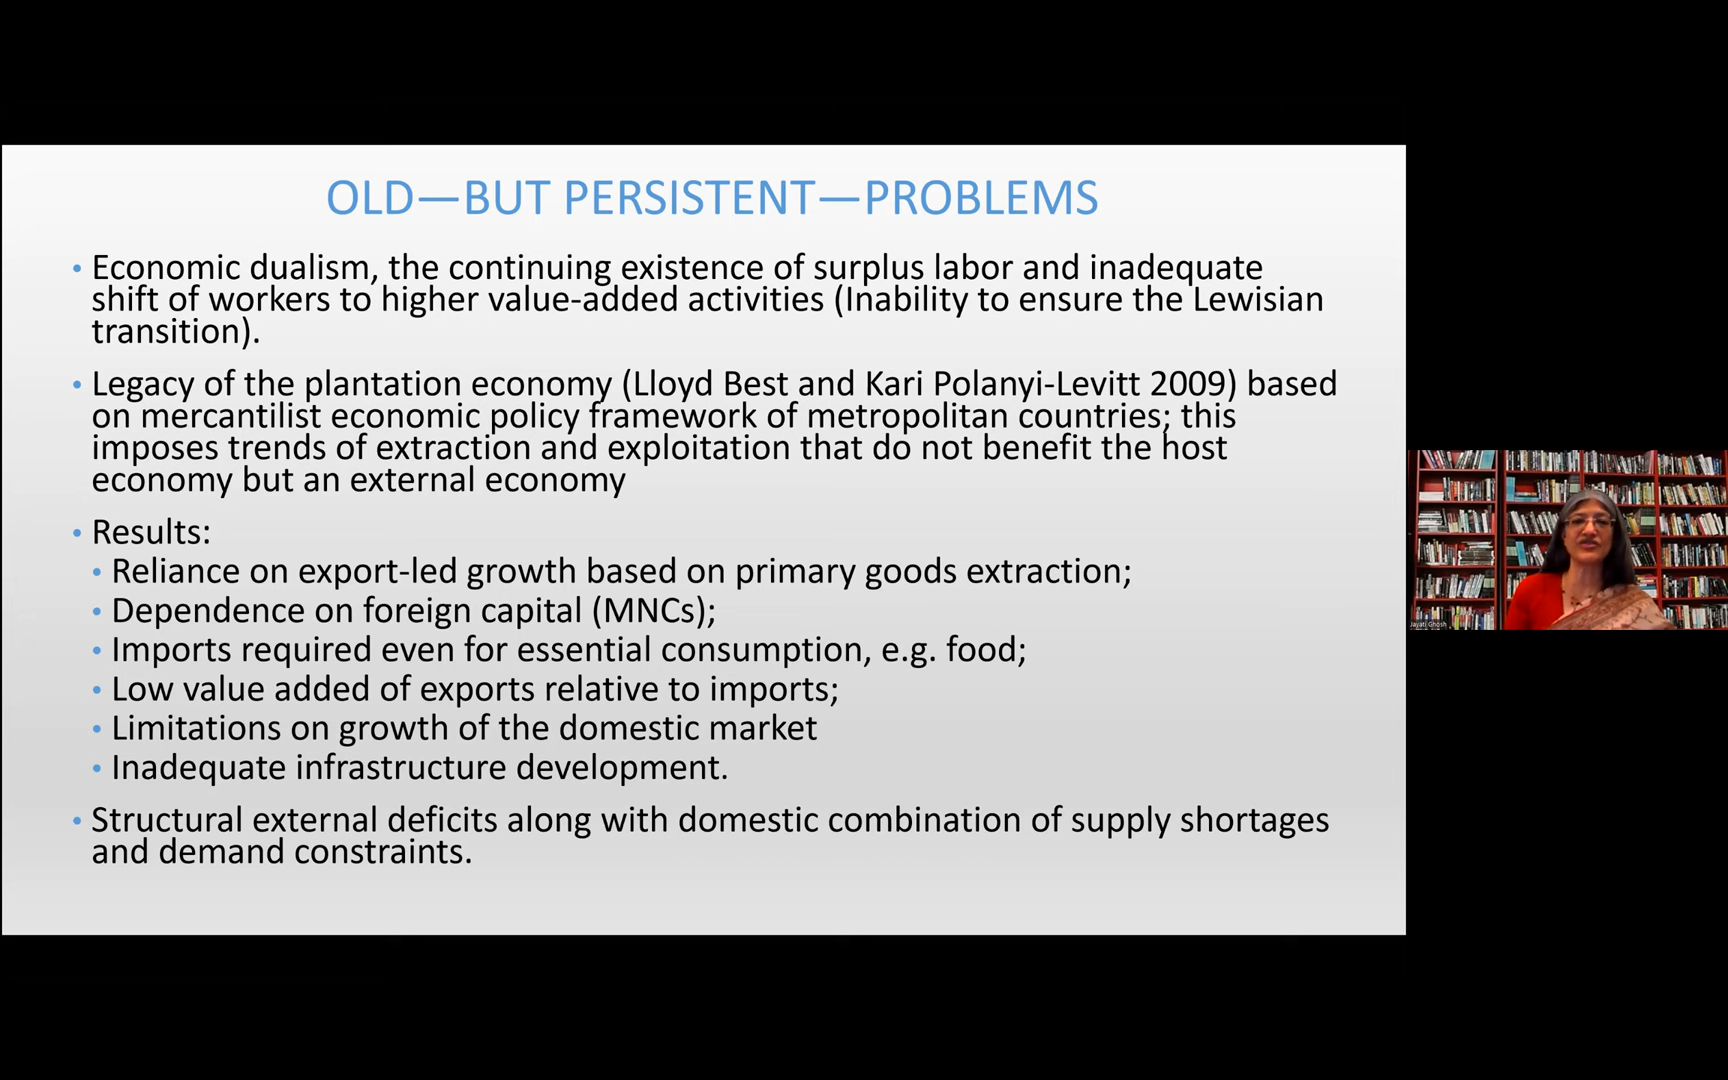 OLD—BUT PERSISTENT—PROBLEMS
• Economic dualism, the continuing existence of surplus labor and inadequate
shift of workers to higher value-added activities (Inability to ensure the Lewisian
transition).
• Legacy of the plantation economy (Lloyd Best and Kari Polanyi-Levitt 2009) based
on mercantilist economic policy framework of metropolitan countries; this
imposes trends of extraction and exploitation that do not benefit the host
economy but an external economy
• Results:
• Reliance on export-led growth based on primary goods extraction;
• Dependence on foreign capital (MNCs);
• Imports required even for essential consumption, e.g. food;
• Low value added of exports relative to imports;
• Limitations on growth of the domestic market
• Inadequate infrastructure development.
• Structural external deficits along with domestic combination of supply shortages
and demand constraints.
Jayati Ghosh